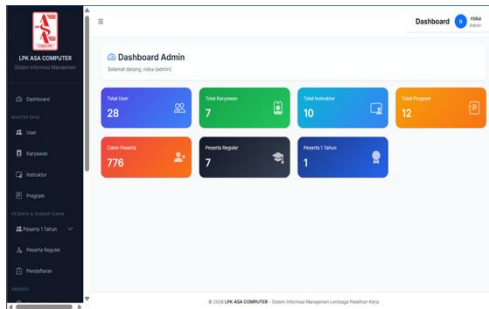 LPK ASA COMPUTER
Sistem Informasi Manajemen
Dashboard
MASTER DATA
User
Karyawan
Instruktur
Program
PESERTA & PENDAFTARAN
Peserta 1 Tahun
Peserta Reguler
Pendaftaran
Dashboard
riska
Admin
Dashboard Admin
Selamat datang, riska (admin)
Total User
28
Total Karyawan
7
Total Instruktur
10
Total Program
12
Calon Peserta
776
Peserta Reguler
7
Peserta 1 Tahun
1
© 2026 LPK ASA COMPUTER - Sistem Informasi Manajemen Lembaga Pelatihan Kerja